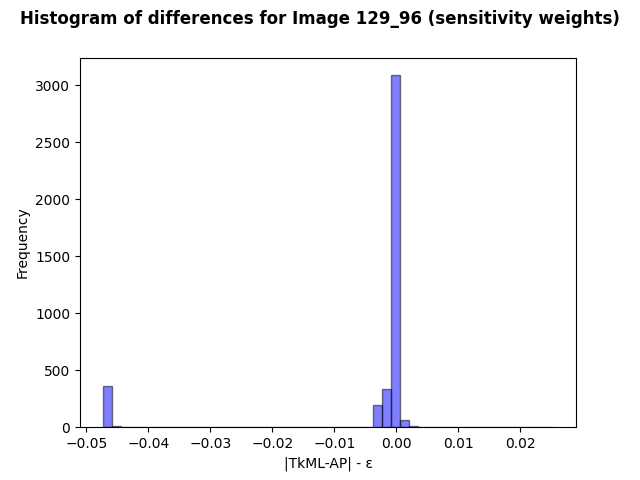 Histogram of differences for Image 129_96 (sensitivity weights)
3000
2500
2000
1500
1000
500
0
Frequency
−0.05 −0.04 −0.03 −0.02 −0.01 0.00 0.01 0.02
|TkML-AP| - ε